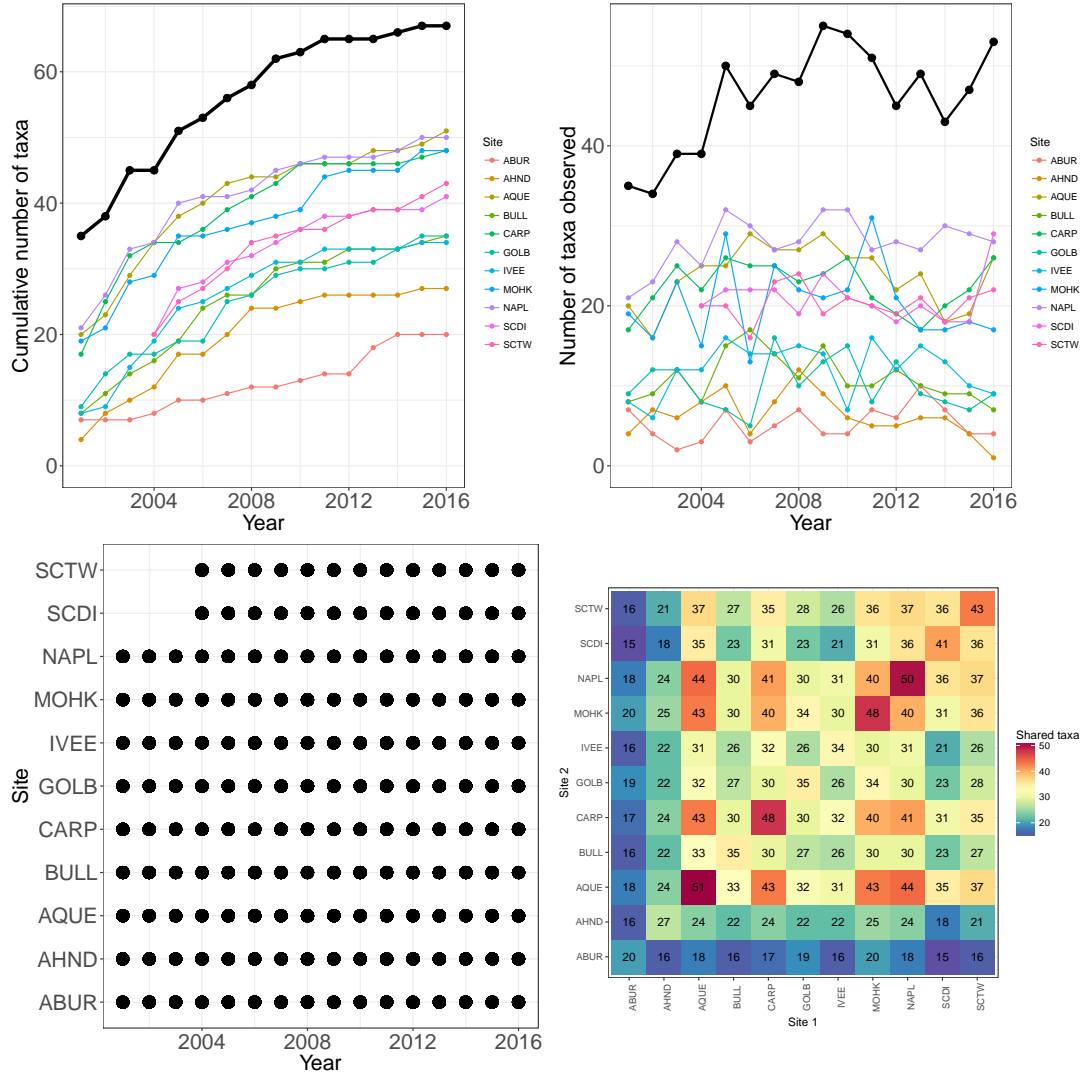 Cumulative number of taxa
60
40
20
0
2004
2008
2012
2016
Year
Site
ABUR
AHND
AQUE
BULL
CARP
GOLB
IVEE
MOHK
NAPL
SCDI
SCTW
Number of taxa observed
40
20
0
2004
2008
2012
2016
Year
Site
ABUR
AHND
AQUE
BULL
CARP
GOLB
IVEE
MOHK
NAPL
SCDI
SCTW
Site
SCTW
SCDI
NAPL
MOHK
IVEE
GOLB
CARP
BULL
AQUE
AHND
ABUR
2004
2008
2012
2016
Year
Site 2
SCTW 16 21 37 27 35 28 26 36 37 36 43
SCDI 15 18 35 23 31 23 21 31 36 41 36
NAPL 18 24 44 30 41 30 31 40 50 36 37
MOHK 20 25 43 30 40 34 30 48 40 31 36
IVEE 16 22 31 26 32 26 34 30 31 21 26
GOLB 19 22 32 27 30 35 26 34 30 23 28
CARP 17 24 43 30 48 30 32 40 41 31 35
BULL 16 22 33 35 30 27 26 30 30 23 27
AQUE 18 24 51 33 43 32 31 43 44 35 37
AHND 16 27 24 22 24 22 22 25 24 18 21
ABUR 20 16 18 16 17 19 16 20 18 15 16
ABUR AHND AQUE BULL CARP GOLB IVEE MOHK NAPL SCDI SCTW
Site 1
Shared taxa
50
40
30
20